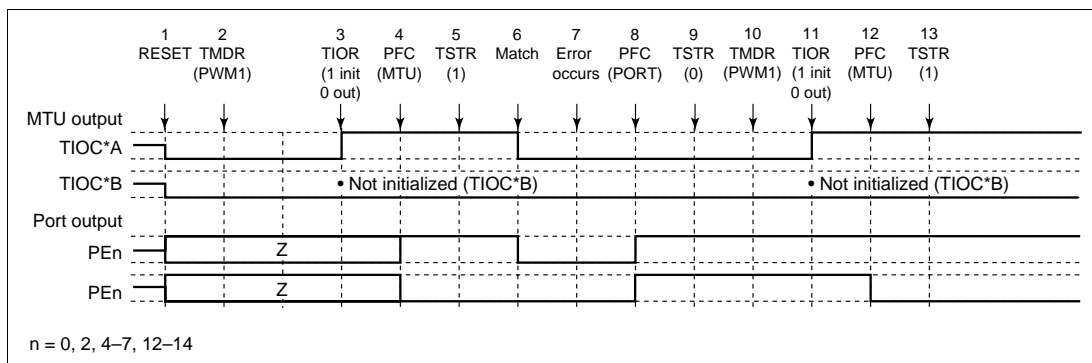 1 2 3 4 5 6 7 8 9 10 11 12 13
RESET TMDR TIOR PFC TSTR Match Error PFC TSTR TMDR TIOR PFC TSTR
(PWM1) (1 init (MTU) (1) occurs (PORT) (0) (PWM1) (1 init (MTU) (1)
0 out) 0 out)
MTU output
TIOC*A
TIOC*B • Not initialized (TIOC*B) • Not initialized (TIOC*B)
Port output
PEn Z
PEn Z
n = 0, 2, 4–7, 12–14